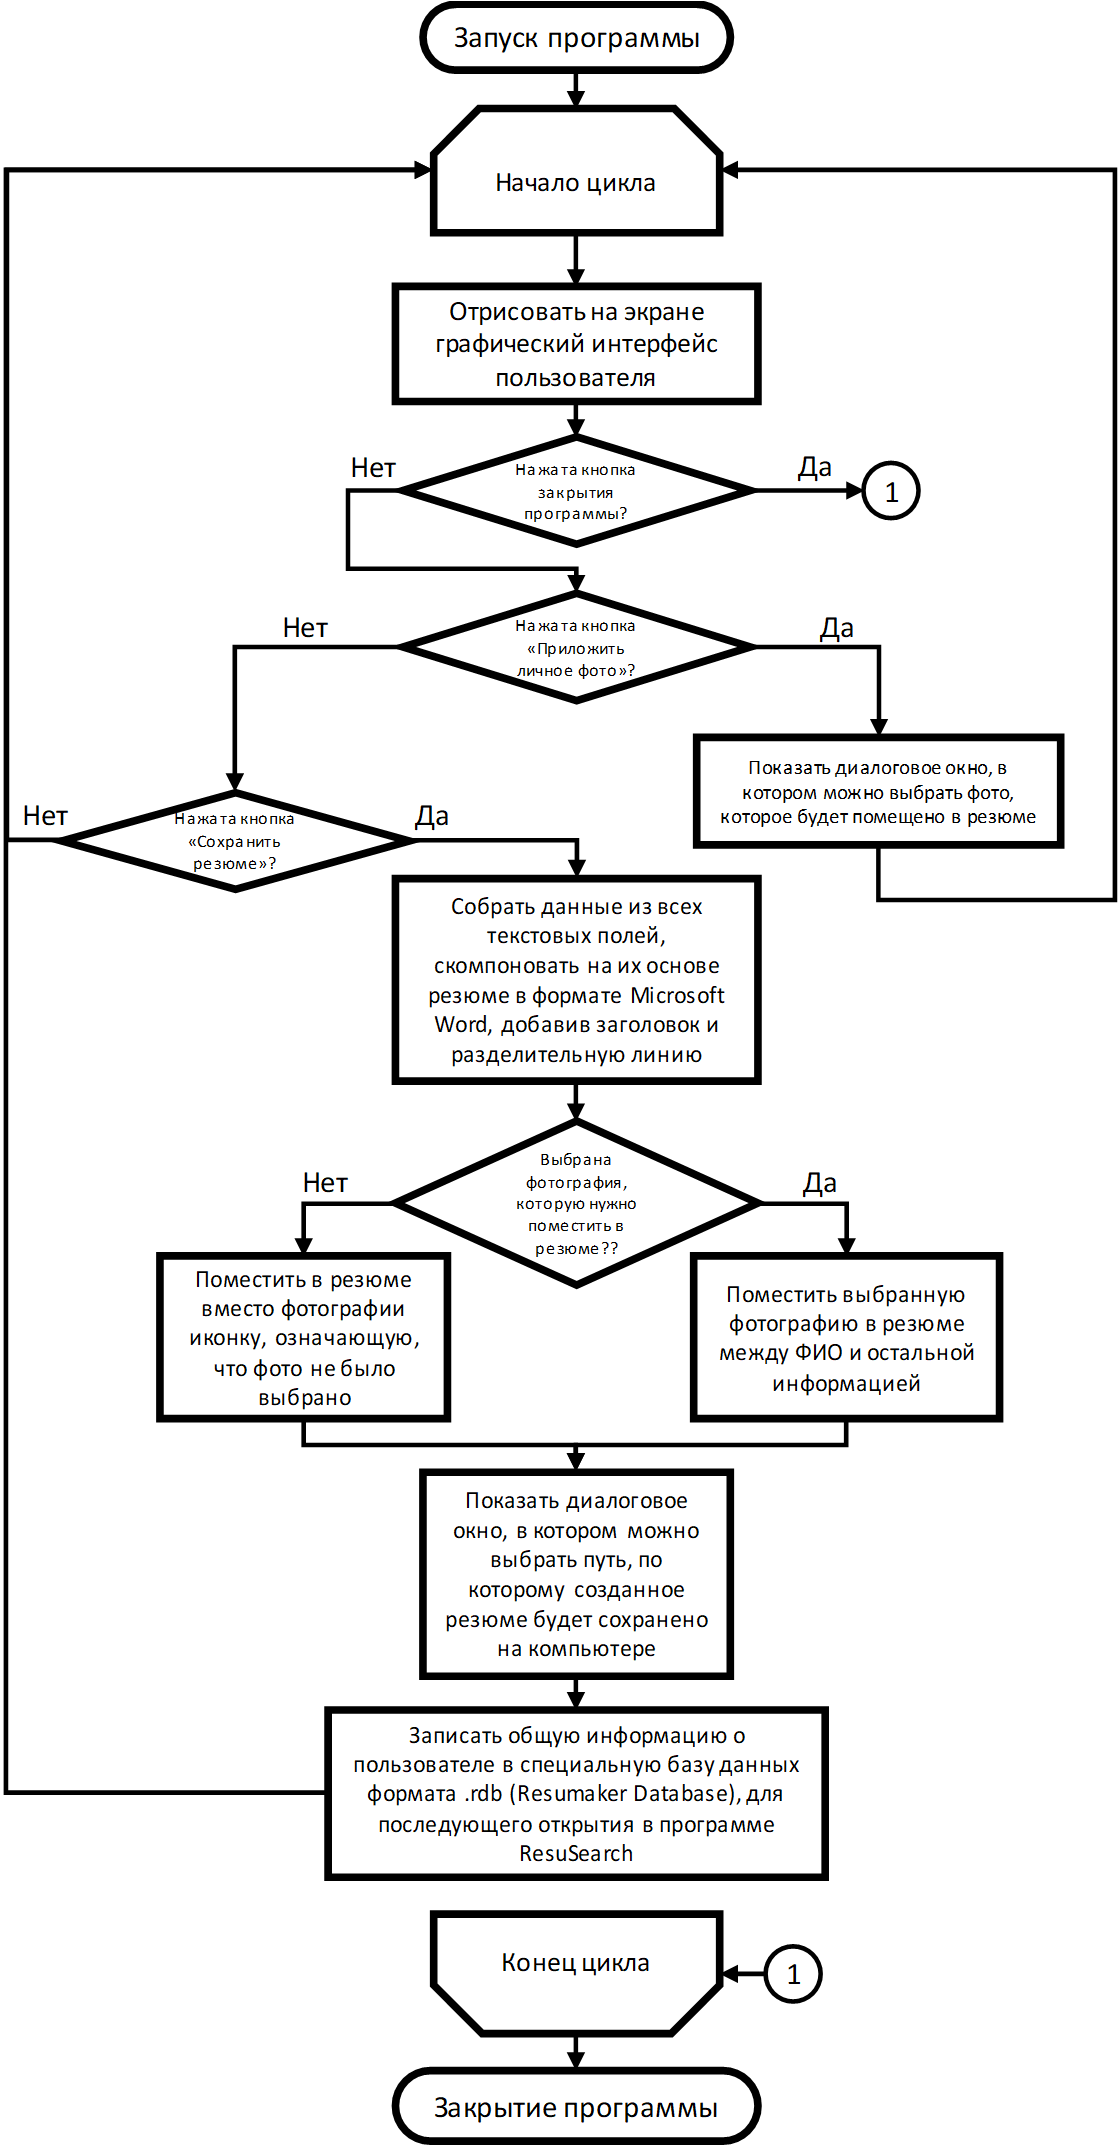 Запуск программы
Начало цикла
Отрисовать на экране
графический интерфейс
пользователя
Нет
Нажата кнопка
закрытия
программы?
Да
1
Нет
Нажата кнопка
«Приложить
личное фото»?
Да
Показать диалоговое окно, в
котором можно выбрать фото,
которое будет помещено в резюме
Нет
Нажата кнопка
«Сохранить
резюме»?
Да
Собрать данные из всех
текстовых полей,
скомпоновать на их основе
резюме в формате Microsoft
Word, добавив заголовок и
разделительную линию
Нет
Выбрана
фотография,
которую нужно
поместить в
резюме??
Да
Поместить в резюме
вместо фотографии
иконку, означающую,
что фото не было
выбрано
Поместить выбранную
фотографию в резюме
между ФИО и остальной
информацией
Показать диалоговое
окно, в котором можно
выбрать путь, по
которому созданное
резюме будет сохранено
на компьютере
Записать общую информацию о
пользователе в специальную базу данных
формата .rdb (Resumaker Database), для
последующего открытия в программе
ResuSearch
Конец цикла
1
Закрытие программы